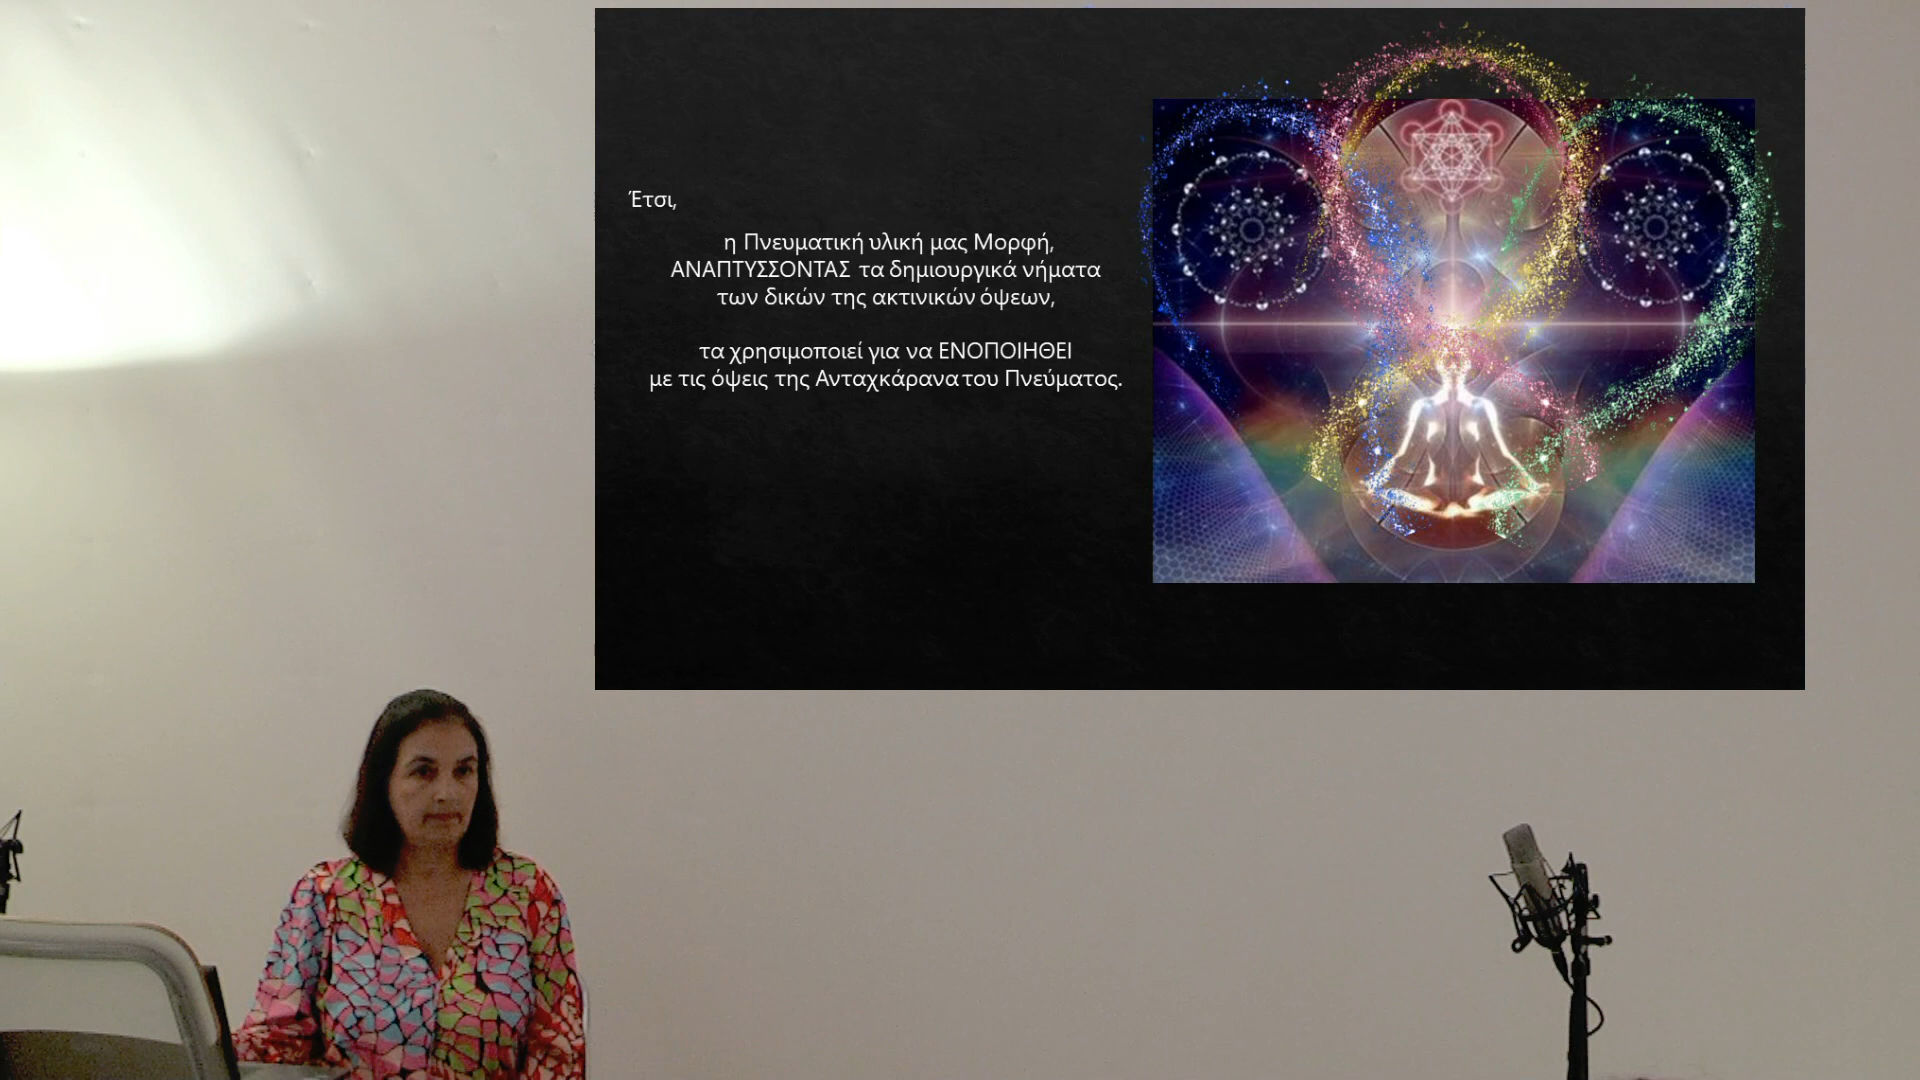 Έτσι,
η Πνευματική υλική μας Μορφή,
ΑΝΑΠΤΥΣΣΟΝΤΑΣ τα δημιουργικά νήματα
των δικών της ακτινικών όψεων,
τα χρησιμοποιεί για να ΕΝΟΠΟΙΗΘΕΙ
με τις όψεις της Ανταχκάρανα του Πνεύματος.